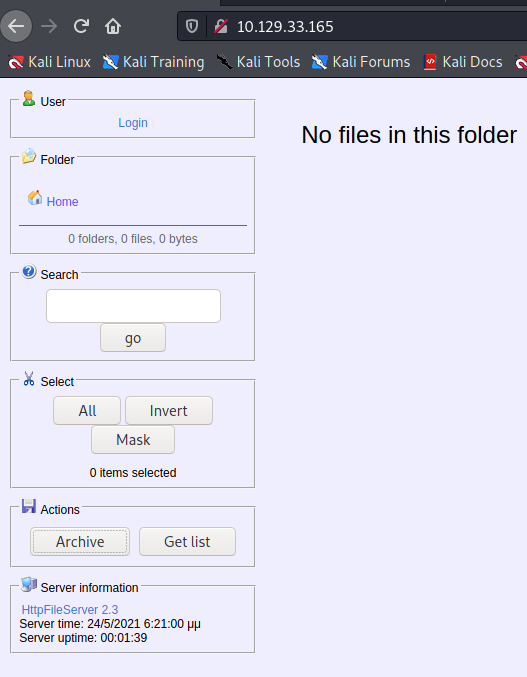 10.129.33.165
Kali Linux Kali Training Kali Tools Kali Forums Kali Docs
User
Login
Folder
Home
0 folders, 0 files, 0 bytes
Search
go
Select
All Invert
Mask
0 items selected
Actions
Archive Get list
Server information
HttpFileServer 2.3
Server time: 24/5/2021 6:21:00 μμ
Server uptime: 00:01:39
No files in this folder